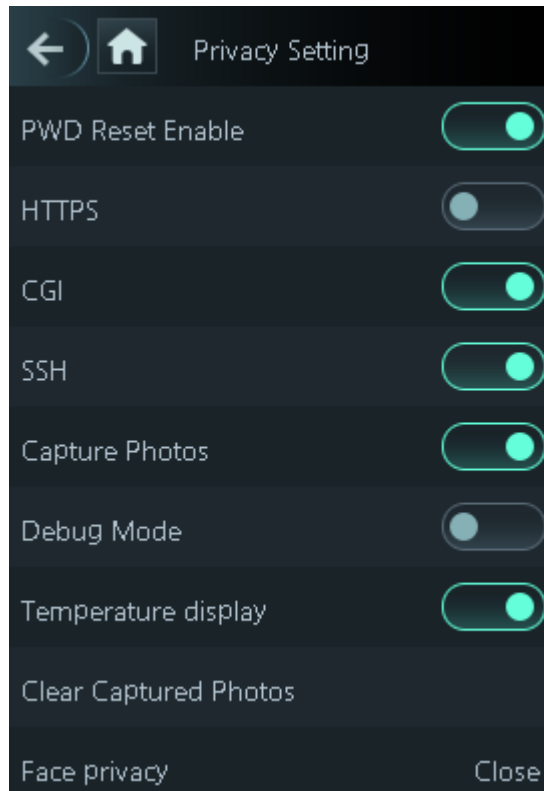 Privacy Setting
PWD Reset Enable
HTTPS
CGI
SSH
Capture Photos
Debug Mode
Temperature display
Clear Captured Photos
Face privacy Close